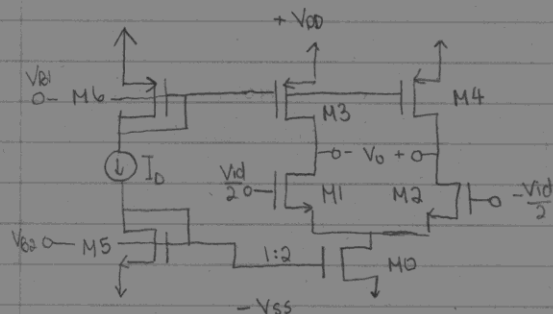 + VDD
VB1 M6 M3 M4
- Vo +
ID Vid/2 M1 M2 -Vid/2
VB2 M5 1:2 M0
- VSS